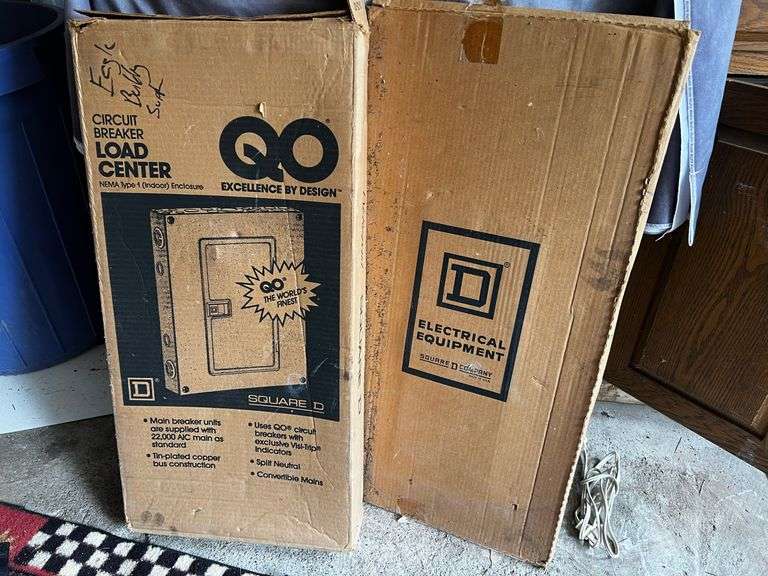 Eagle
CIRCUIT
BREAKER
LOAD
CENTER
NEMA Type 1 (Indoor) Enclosure
QO®
EXCELLENCE BY DESIGN™
QO®
THE WORLD'S
FINEST
D
SQUARE D
• Main breaker units
are supplied with
22,000 AIC main as
standard
• Tin-plated copper
bus construction
• Uses QO® circuit
breakers with
exclusive Visi-Trip®
Indicators
• Split Neutral
• Convertible Mains
D®
ELECTRICAL
EQUIPMENT
SQUARE D COMPANY